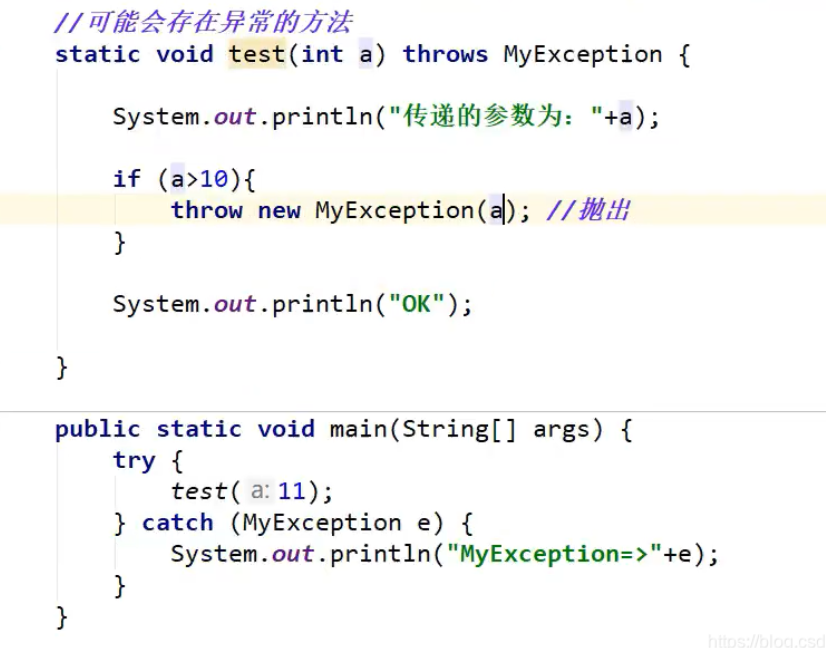 //可能会存在异常的方法
static void test(int a) throws MyException {
System.out.println("传递的参数为："+a);
if (a>10){
throw new MyException(a); //抛出
}
System.out.println("OK");
}
public static void main(String[] args) {
try {
test( a: 11);
} catch (MyException e) {
System.out.println("MyException=>"+e);
}
}
https://blog.csd